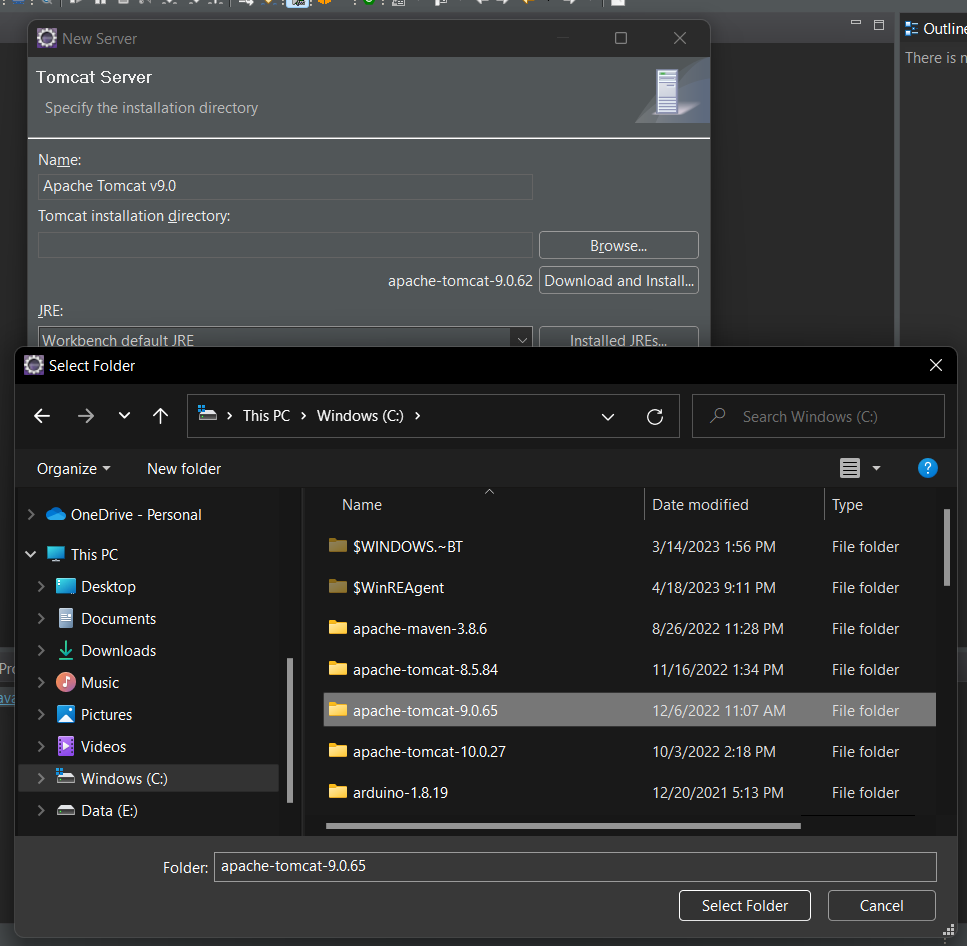 New Server
Outline
Tomcat Server
There is n
Specify the installation directory
Name:
Apache Tomcat v9.0
Tomcat installation directory:
Browse...
apache-tomcat-9.0.62
Download and Install...
JRE:
Workbench default JRE
Installed JREs...
Select Folder
This PC
Windows (C:)
Search Windows (C:)
Organize
New folder
?
OneDrive - Personal
This PC
Desktop
Documents
Downloads
Music
Pictures
Videos
Windows (C:)
Data (E:)
Name Date modified Type
$WINDOWS.~BT 3/14/2023 1:56 PM File folder
$WinREAgent 4/18/2023 9:11 PM File folder
apache-maven-3.8.6 8/26/2022 11:28 PM File folder
apache-tomcat-8.5.84 11/16/2022 1:34 PM File folder
apache-tomcat-9.0.65 12/6/2022 11:07 AM File folder
apache-tomcat-10.0.27 10/3/2022 2:18 PM File folder
arduino-1.8.19 12/20/2021 5:13 PM File folder
Pr
ava
Folder: apache-tomcat-9.0.65
Select Folder
Cancel